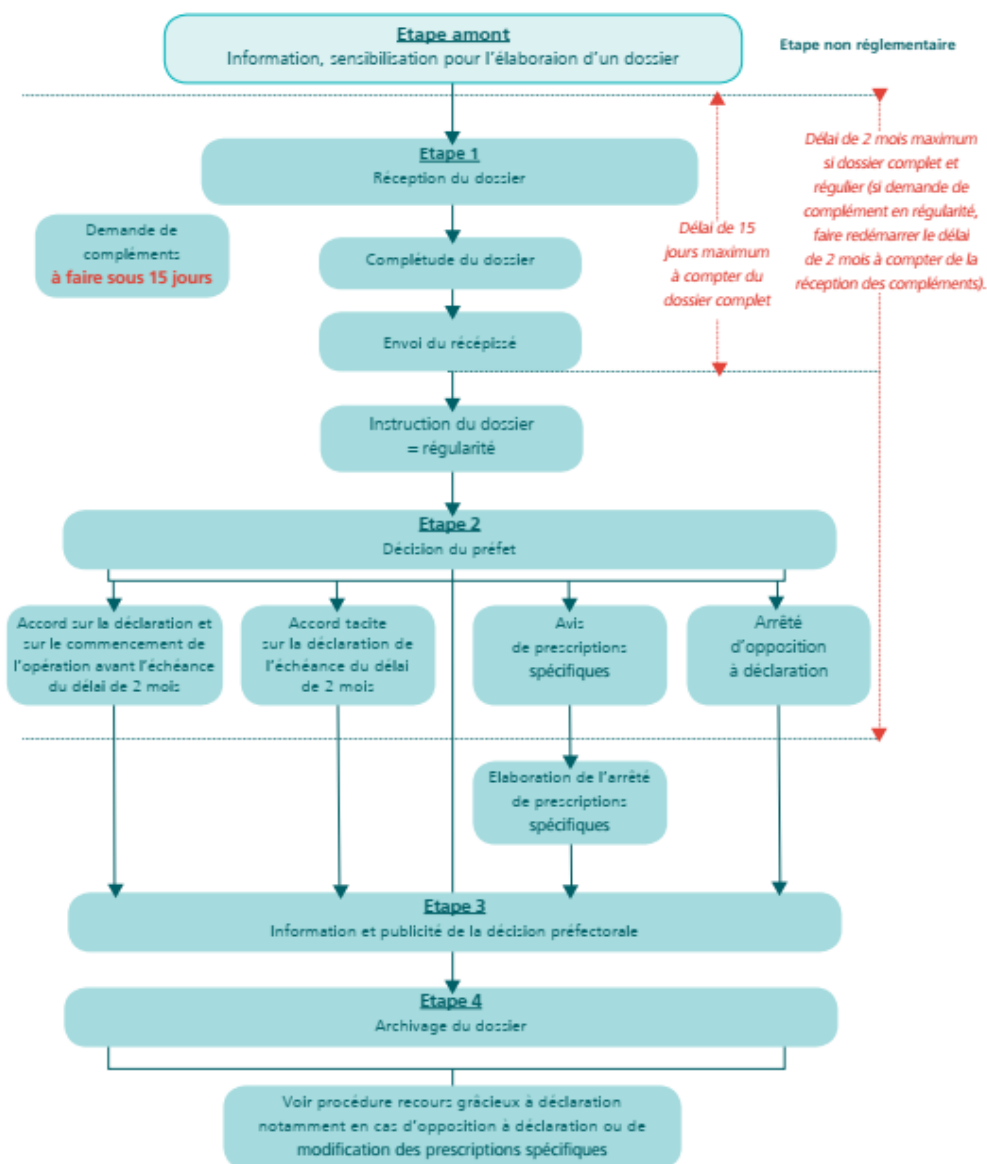 Etape amont
Information, sensibilisation pour l'élaboraion d'un dossier
Etape non réglementaire
Etape 1
Réception du dossier
Demande de
compléments
à faire sous 15 jours
Complétude du dossier
Envoi du récépissé
Délai de 15
jours maximum
à compter du
dossier complet
Délai de 2 mois maximum
si dossier complet et
régulier (si demande de
complément en régularité,
faire redémarrer le délai
de 2 mois à compter de la
réception des compléments).
Instruction du dossier
= régularité
Etape 2
Décision du préfet
Accord sur la déclaration et
sur le commencement de
l'opération avant l'échéance
du délai de 2 mois
Accord tacite
sur la déclaration de
l'échéance du délai
de 2 mois
Avis
de prescriptions
spécifiques
Arrêté
d'opposition
à déclaration
Elaboration de l'arrêté
de prescriptions
spécifiques
Etape 3
Information et publicité de la décision préfectorale
Etape 4
Archivage du dossier
Voir procédure recours grâcieux à déclaration
notamment en cas d'opposition à déclaration ou de
modification des prescriptions spécifiques